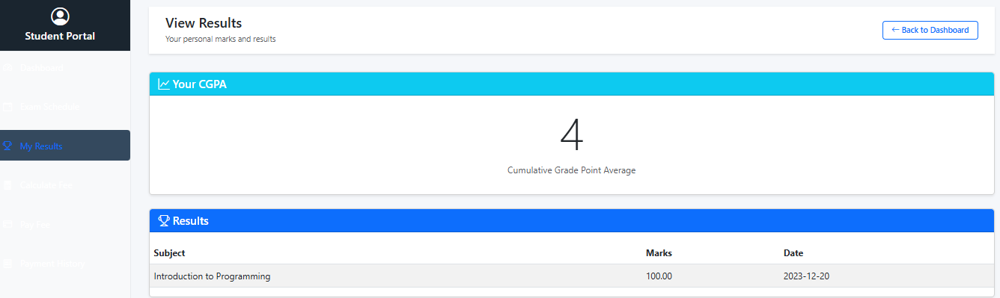 Student Portal
Dashboard
My Results
Calculate Fee
Pay Fee
Payment History
View Results
Your personal marks and results
← Back to Dashboard
Your CGPA
4
Cumulative Grade Point Average
Results
Subject Marks Date
Introduction to Programming 100.00 2023-12-20